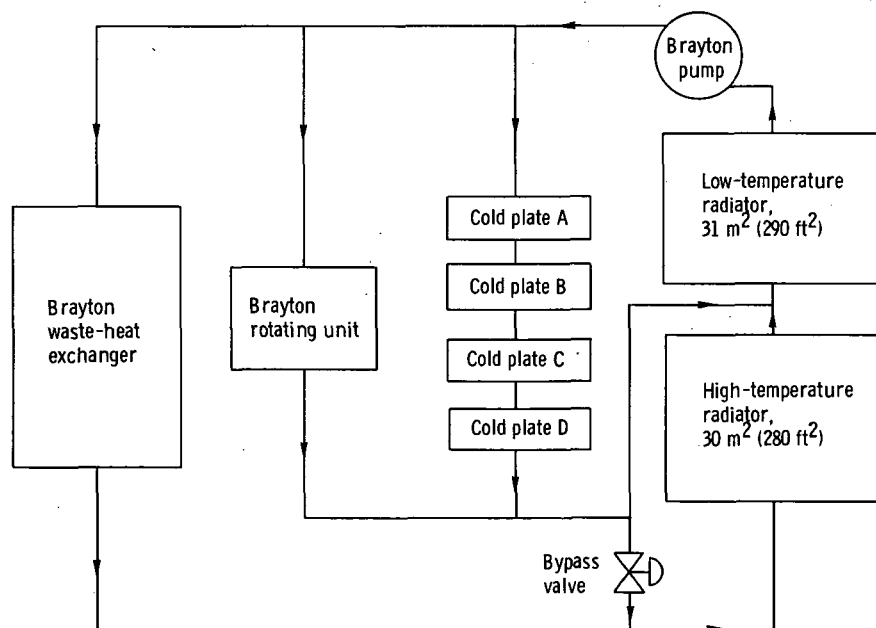 Brayton
pump
Low-temperature
radiator,
31 m² (290 ft²)
Cold plate A
Cold plate B
Brayton
waste-heat
exchanger
Brayton
rotating unit
Cold plate C
Cold plate D
High-temperature
radiator,
30 m² (280 ft²)
Bypass
valve